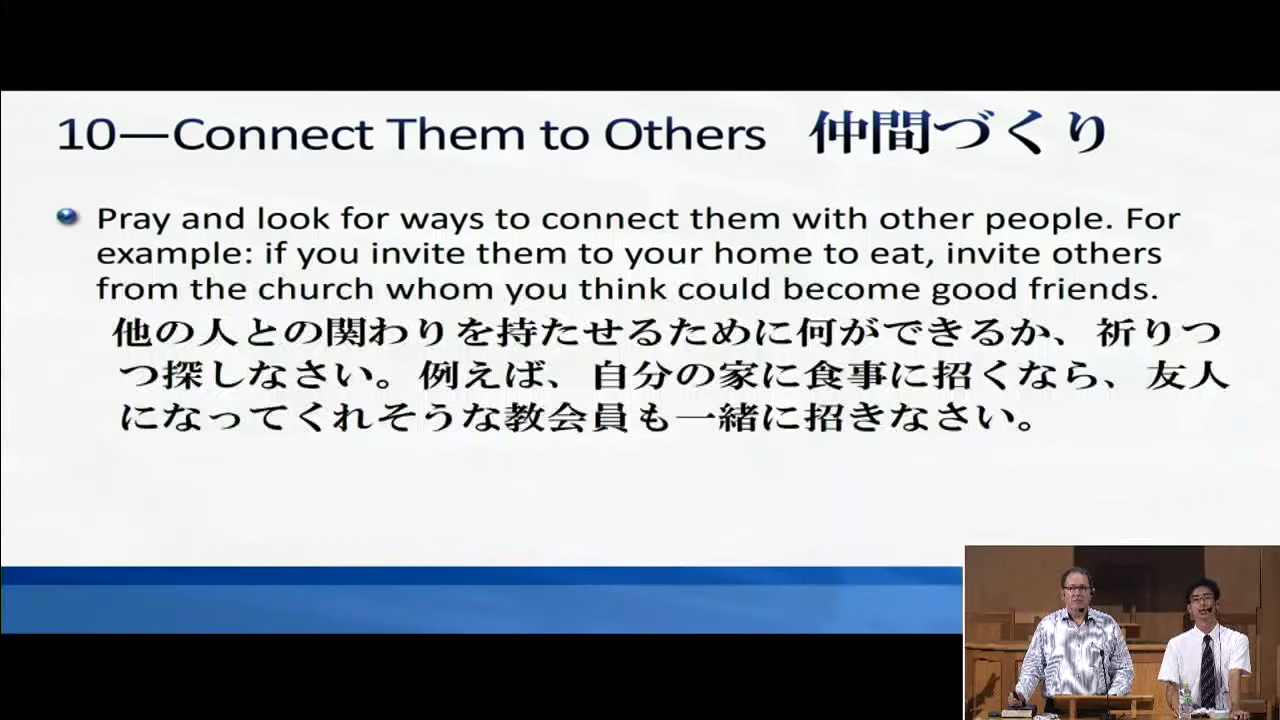 10—Connect Them to Others 仲間づくり
Pray and look for ways to connect them with other people. For
example: if you invite them to your home to eat, invite others
from the church whom you think could become good friends.
他の人との関わりを持たせるために何ができるか、祈りつ
つ探しなさい。例えば、自分の家に食事に招くなら、友人
になってくれそうな教会員も一緒に招きなさい。